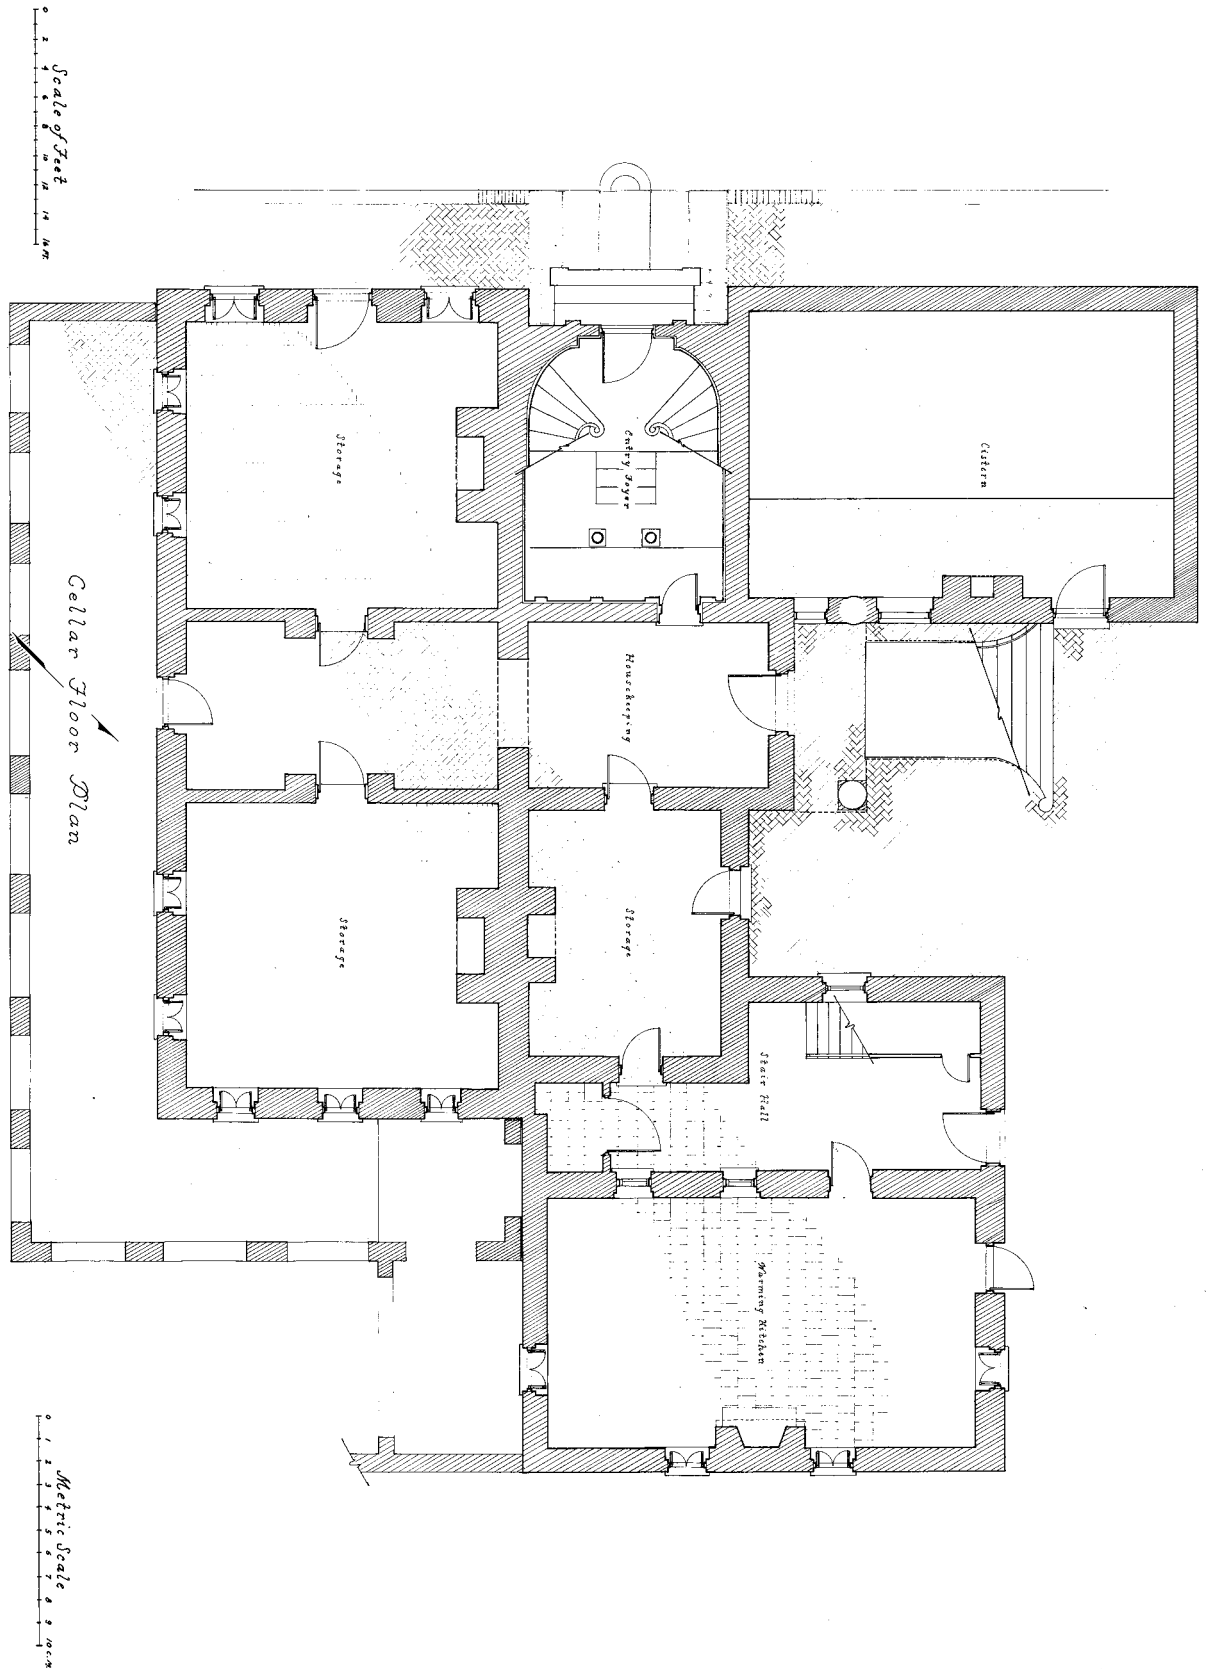 Scale of Feet
0 2 4 6 8 10 12 14 16 FT.
Storage
Entry Foyer
Cistern
Housekeeping
Storage
Storage
Stair Hall
Warming Kitchen
Cellar Floor Plan
Metric Scale
0 1 2 3 4 5 6 7 8 9 10